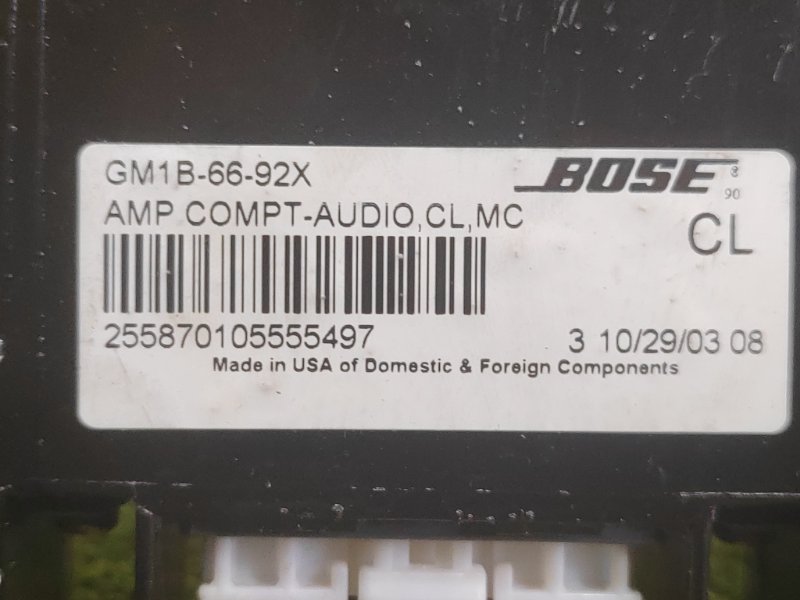 GM1B-66-92X
BOSE ®
90
AMP COMPT-AUDIO,CL,MC
CL
255870105555497
3 10/29/03 08
Made in USA of Domestic & Foreign Components